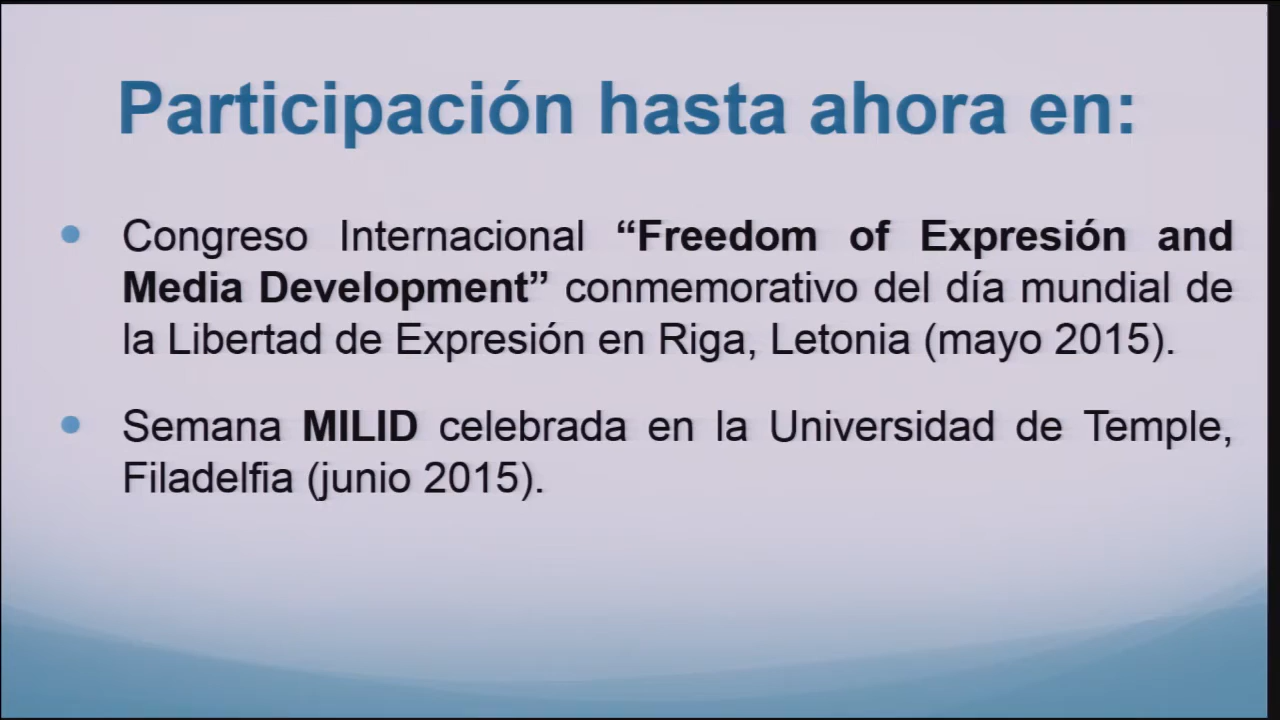 Participación hasta ahora en:
Congreso Internacional “Freedom of Expresión and
Media Development” conmemorativo del día mundial de
la Libertad de Expresión en Riga, Letonia (mayo 2015).
Semana MILID celebrada en la Universidad de Temple,
Filadelfia (junio 2015).